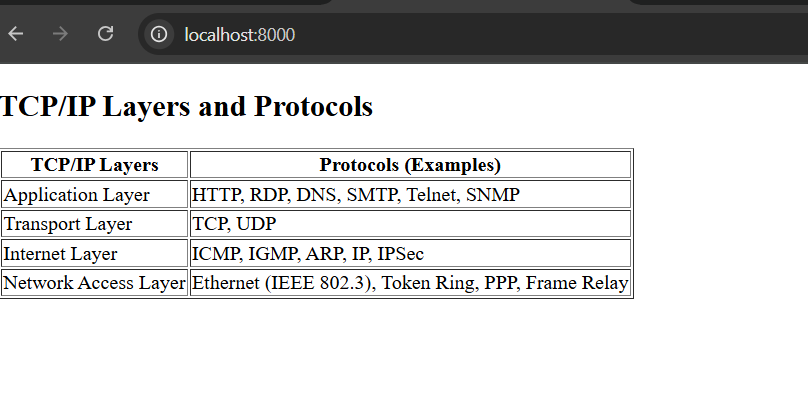 localhost:8000
TCP/IP Layers and Protocols
TCP/IP Layers Protocols (Examples)
Application Layer HTTP, RDP, DNS, SMTP, Telnet, SNMP
Transport Layer TCP, UDP
Internet Layer ICMP, IGMP, ARP, IP, IPSec
Network Access Layer Ethernet (IEEE 802.3), Token Ring, PPP, Frame Relay